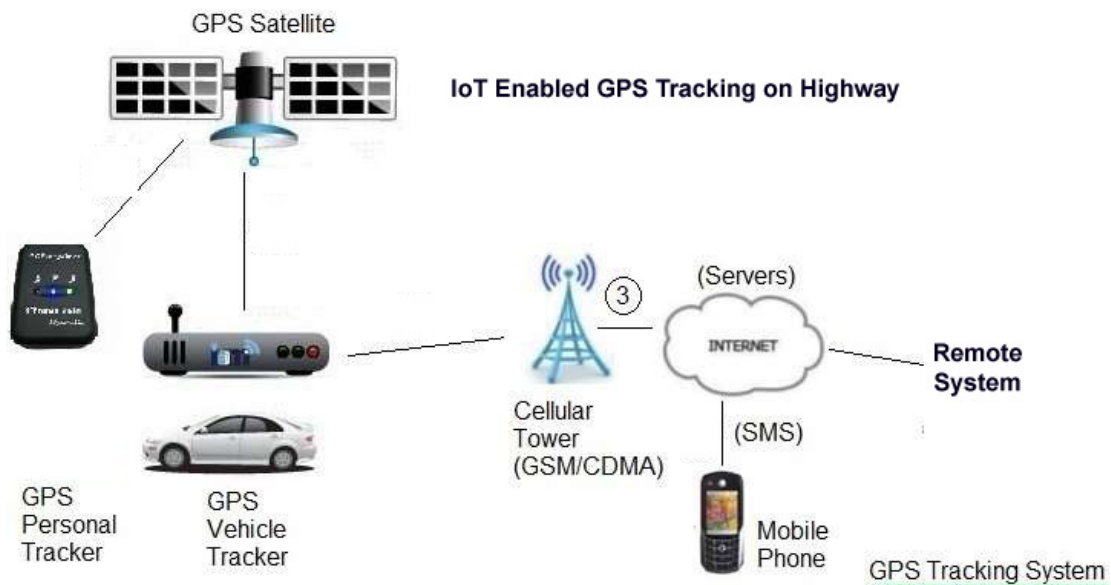 GPS Satellite
IoT Enabled GPS Tracking on Highway
3
(Servers)
INTERNET
Remote
System
Cellular
Tower
(GSM/CDMA)
(SMS)
GPS
Personal
Tracker
GPS
Vehicle
Tracker
Mobile
Phone
GPS Tracking System